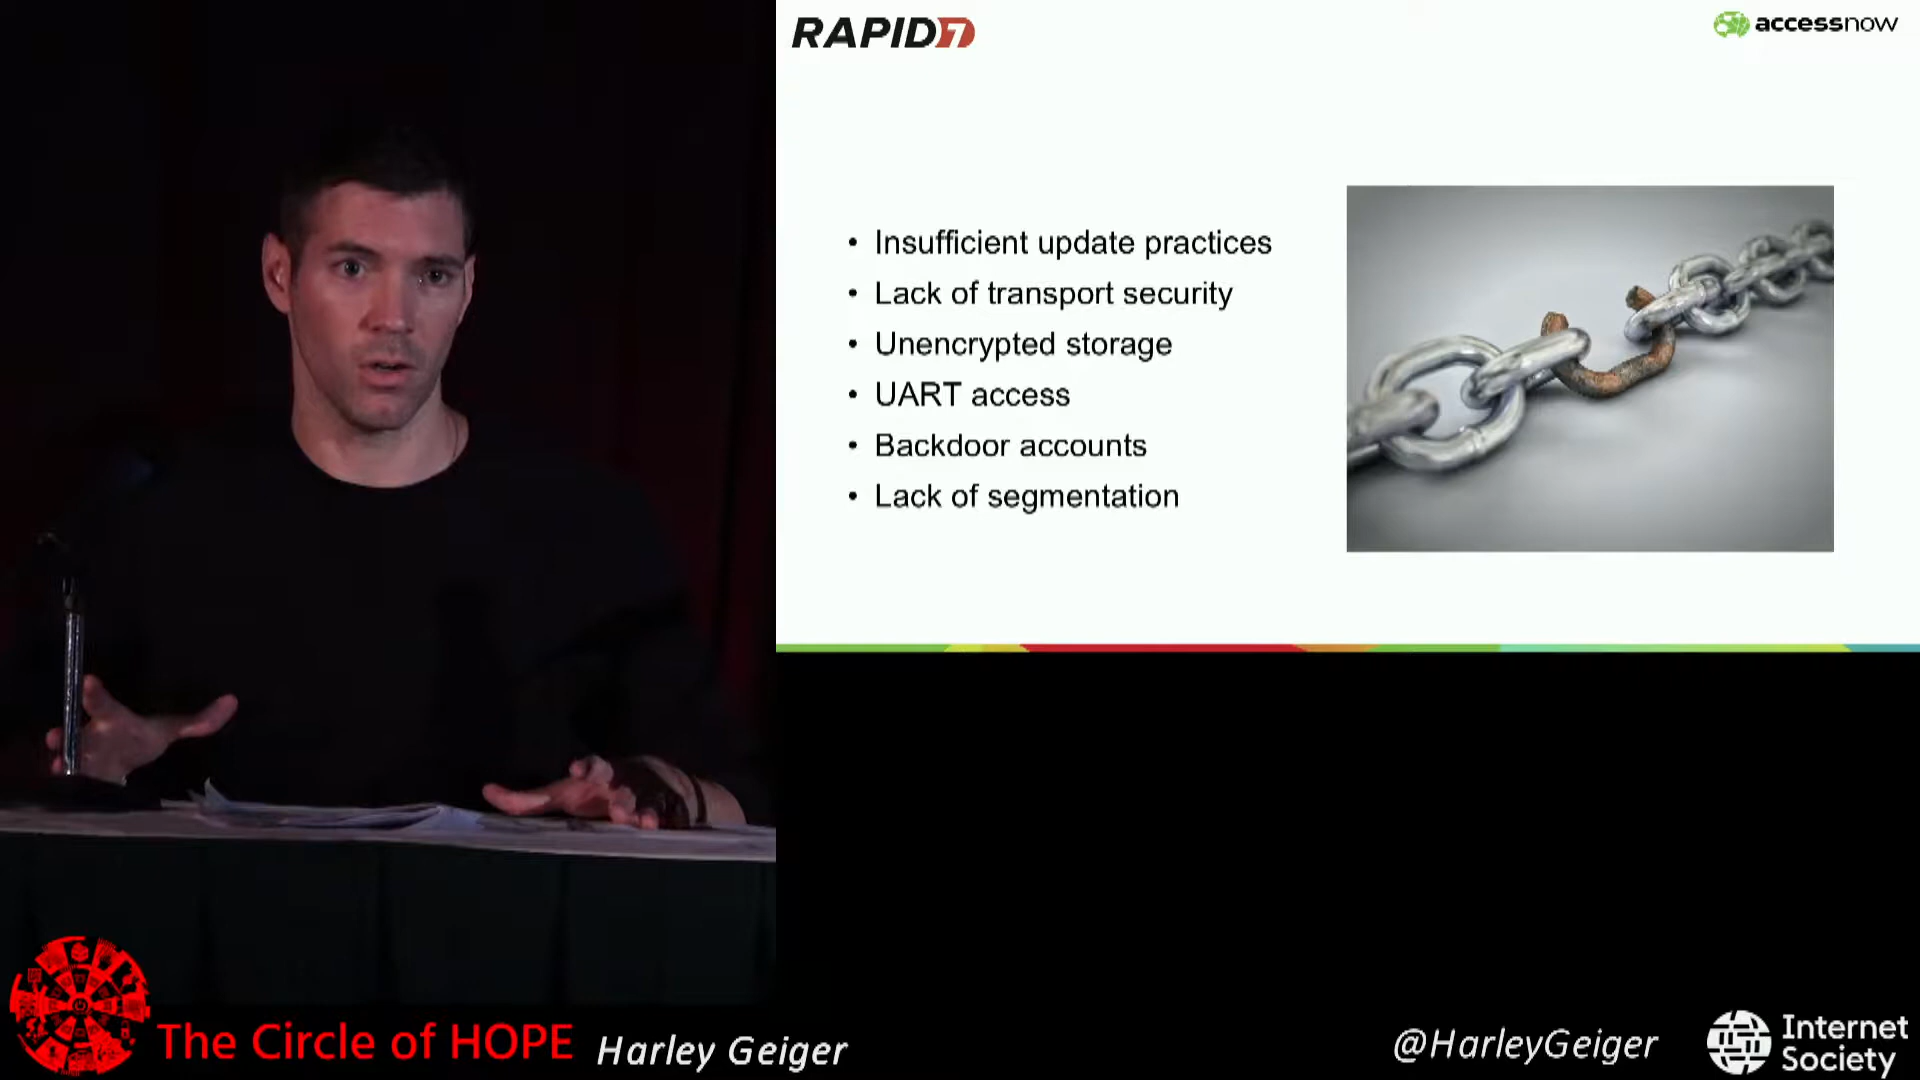 RAPID7
accessnow
• Insufficient update practices
• Lack of transport security
• Unencrypted storage
• UART access
• Backdoor accounts
• Lack of segmentation
The Circle of HOPE
Harley Geiger
@HarleyGeiger
Internet
Society